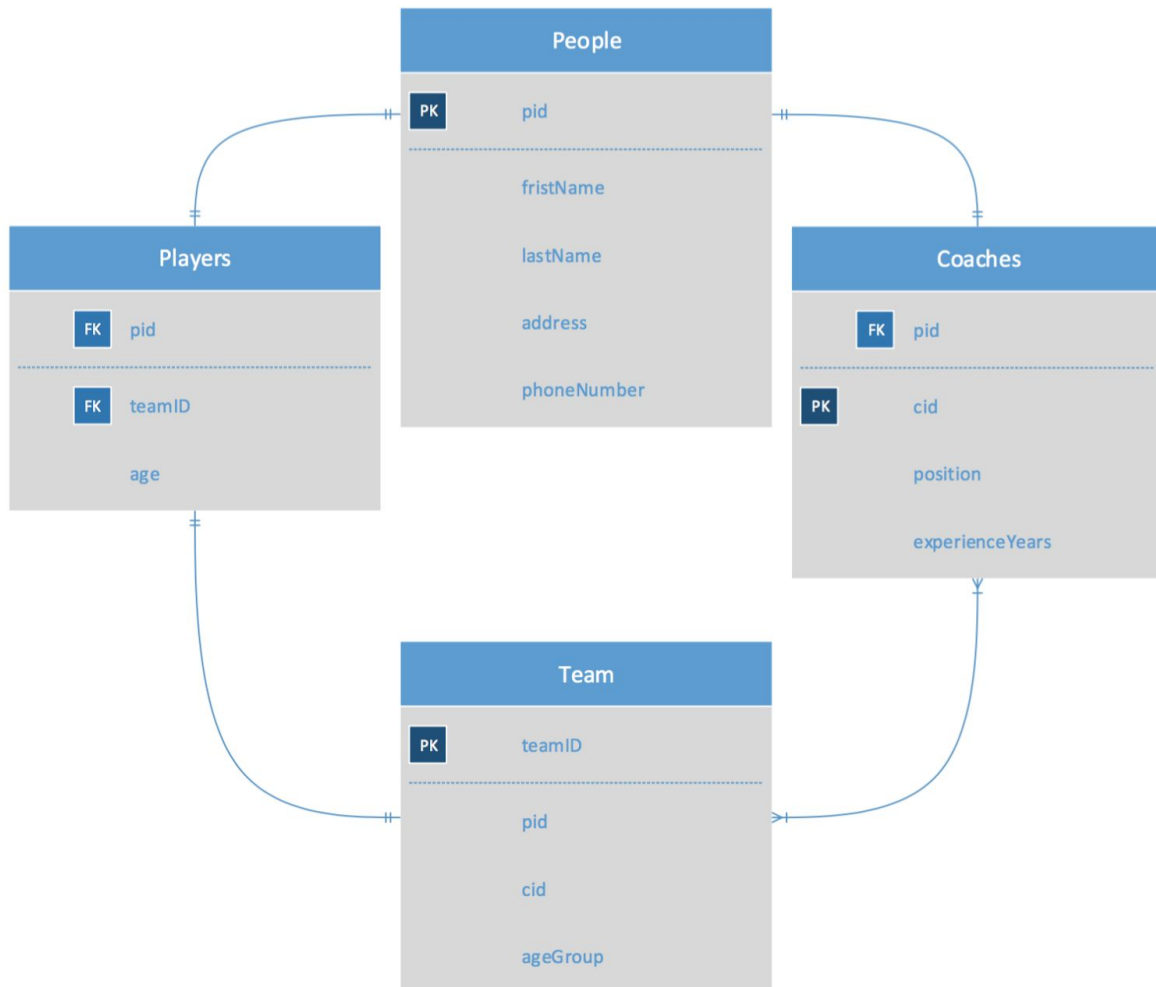 People
PK pid
fristName
lastName
address
phoneNumber
Players
FK pid
FK teamID
age
Coaches
FK pid
PK cid
position
experienceYears
Team
PK teamID
pid
cid
ageGroup